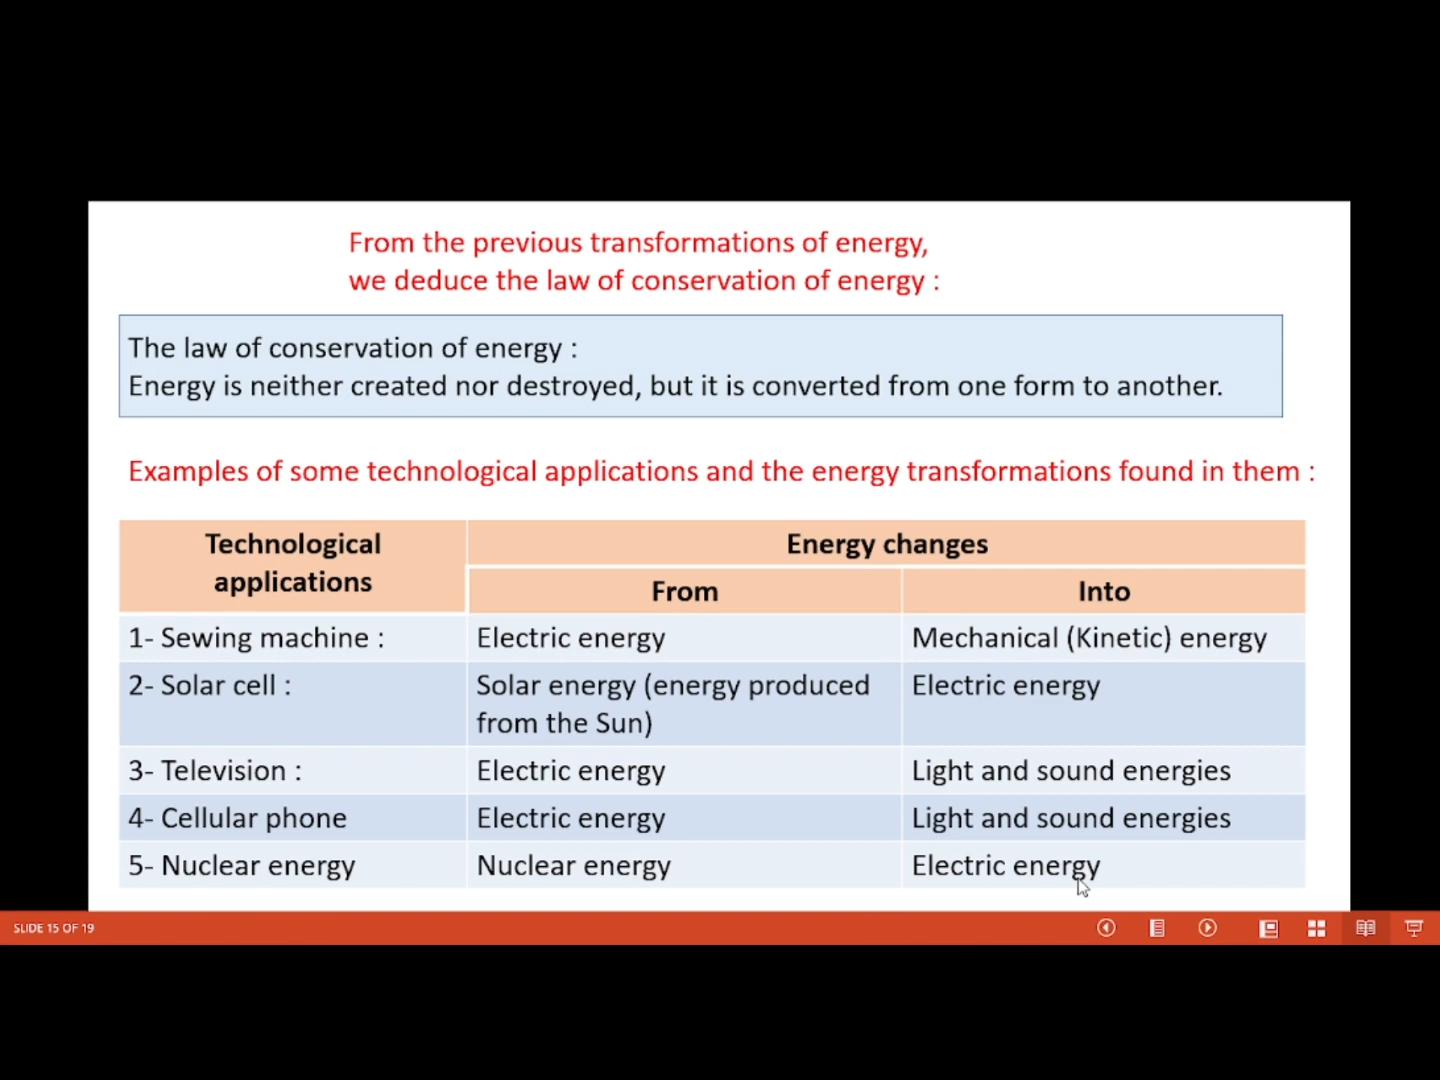 From the previous transformations of energy,
we deduce the law of conservation of energy :
The law of conservation of energy :
Energy is neither created nor destroyed, but it is converted from one form to another.
Examples of some technological applications and the energy transformations found in them :
Technological
applications
Energy changes
From
Into
1- Sewing machine :
Electric energy
Mechanical (Kinetic) energy
2- Solar cell :
Solar energy (energy produced
from the Sun)
Electric energy
3- Television :
Electric energy
Light and sound energies
4- Cellular phone
Electric energy
Light and sound energies
5- Nuclear energy
Nuclear energy
Electric energy
SLIDE 15 OF 19